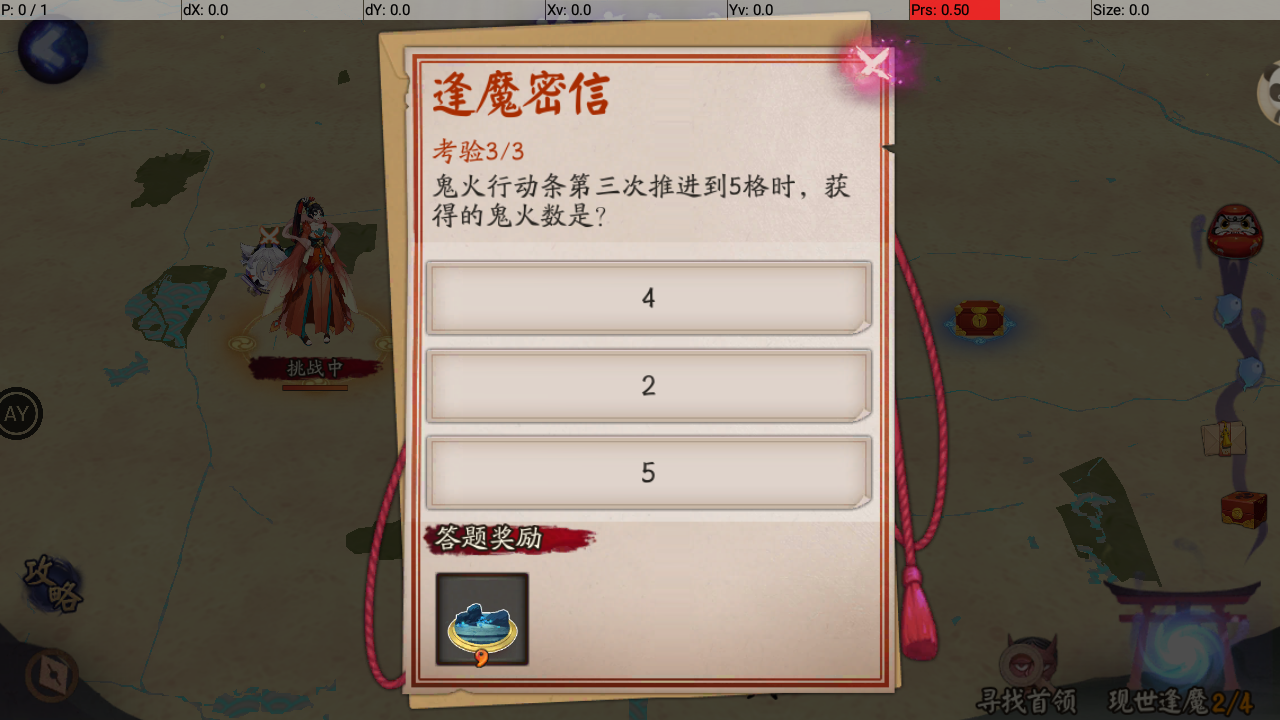 P: 0 / 1 dX: 0.0 dY: 0.0 Xv: 0.0 Yv: 0.0 Prs: 0.50 Size: 0.0
逢魔密信
考验3/3
鬼火行动条第三次推进到5格时，获
得的鬼火数是？
4
挑战中
2
AY
5
答题奖励
攻略
寻找首领
现世逢魔2/4